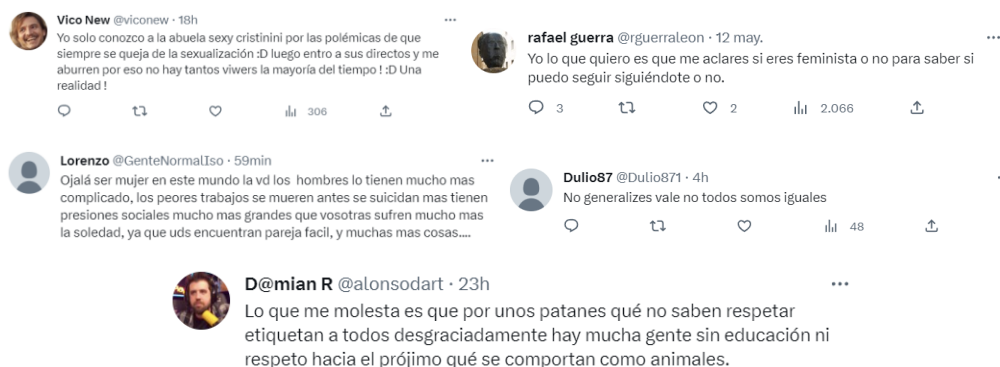 Vico New @viconew · 18h
Yo solo conozco a la abuela sexy cristinini por las polémicas de que
siempre se queja de la sexualización :D luego entro a sus directos y me
aburren por eso no hay tantos viwers la mayoría del tiempo ! :D Una
realidad !
306
rafael guerra @rguerraleon · 12 may.
Yo lo que quiero es que me aclares si eres feminista o no para saber si
puedo seguir siguiéndote o no.
3 2 2.066
Lorenzo @GenteNormalIso · 59min
Ojalá ser mujer en este mundo la vd los hombres lo tienen mucho mas
complicado, los peores trabajos se mueren antes se suicidan mas tienen
presiones sociales mucho mas grandes que vosotras sufren mucho mas
la soledad, ya que uds encuentran pareja facil, y muchas mas cosas....
Dulio87 @Dulio871 · 4h
No generalizes vale no todos somos iguales
48
D@mian R @alonsodart · 23h
Lo que me molesta es que por unos patanes qué no saben respetar
etiquetan a todos desgraciadamente hay mucha gente sin educación ni
respeto hacia el prójimo qué se comportan como animales.